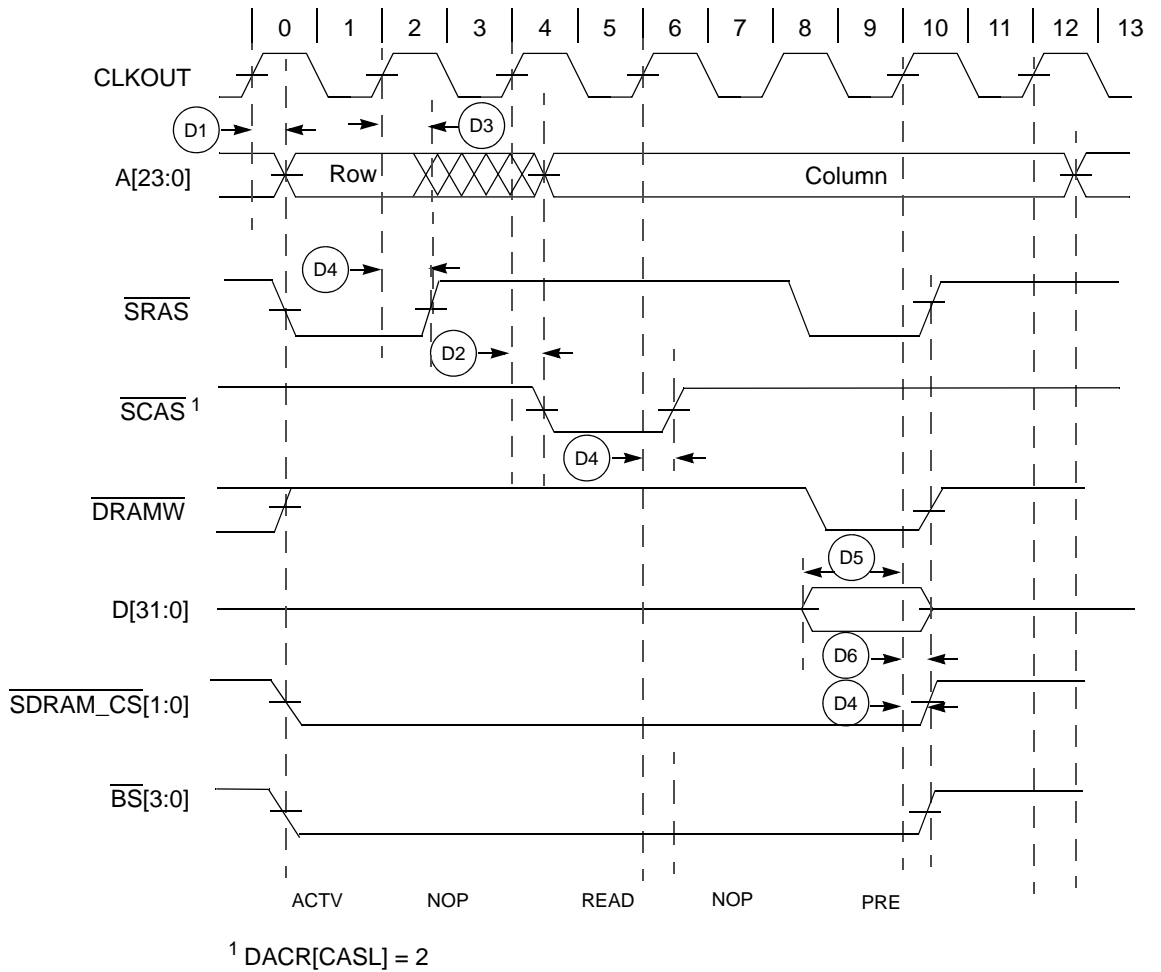 0 1 2 3 4 5 6 7 8 9 10 11 12 13
CLKOUT
D1
D3
A[23:0]
Row
Column
D4
SRAS
D2
SCAS 1
D4
DRAMW
D5
D[31:0]
D6
SDRAM_CS[1:0]
D4
BS[3:0]
ACTV NOP READ NOP PRE
1 DACR[CASL] = 2